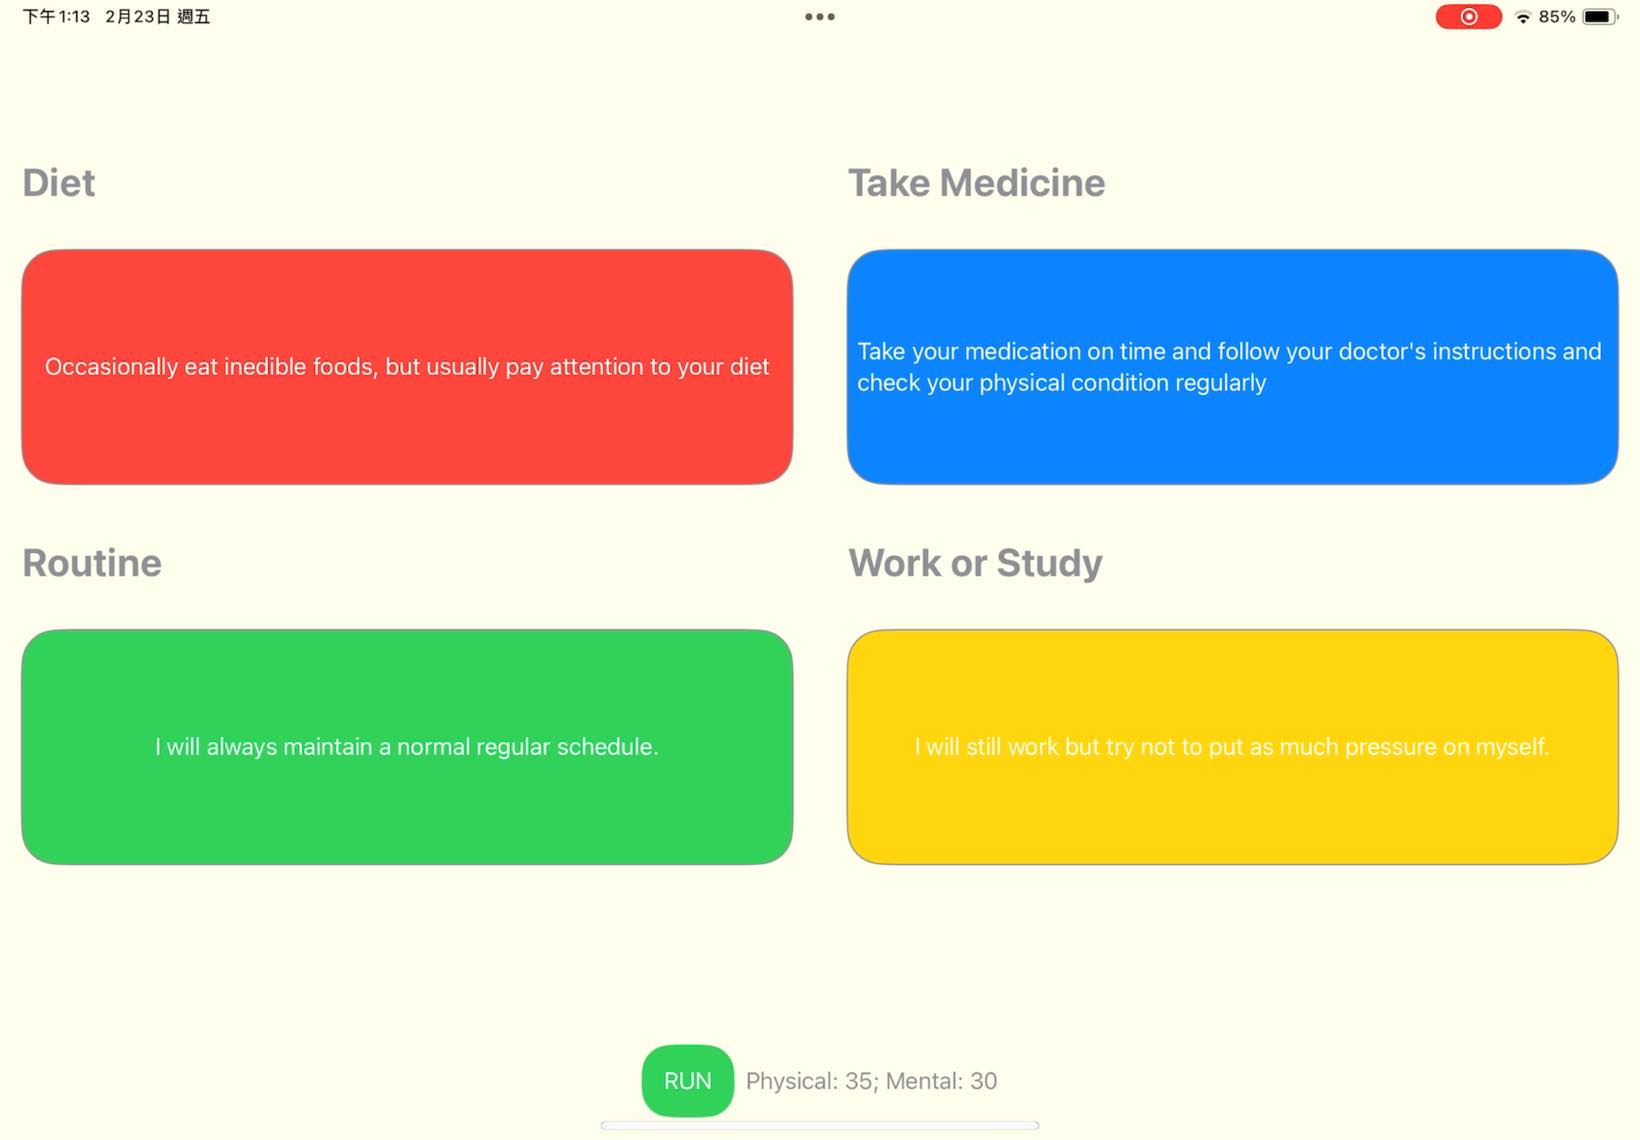 下午1:13 2月23日 週五
85%
Diet
Take Medicine
Occasionally eat inedible foods, but usually pay attention to your diet
Take your medication on time and follow your doctor's instructions and
check your physical condition regularly
Routine
Work or Study
I will always maintain a normal regular schedule.
I will still work but try not to put as much pressure on myself.
RUN
Physical: 35; Mental: 30